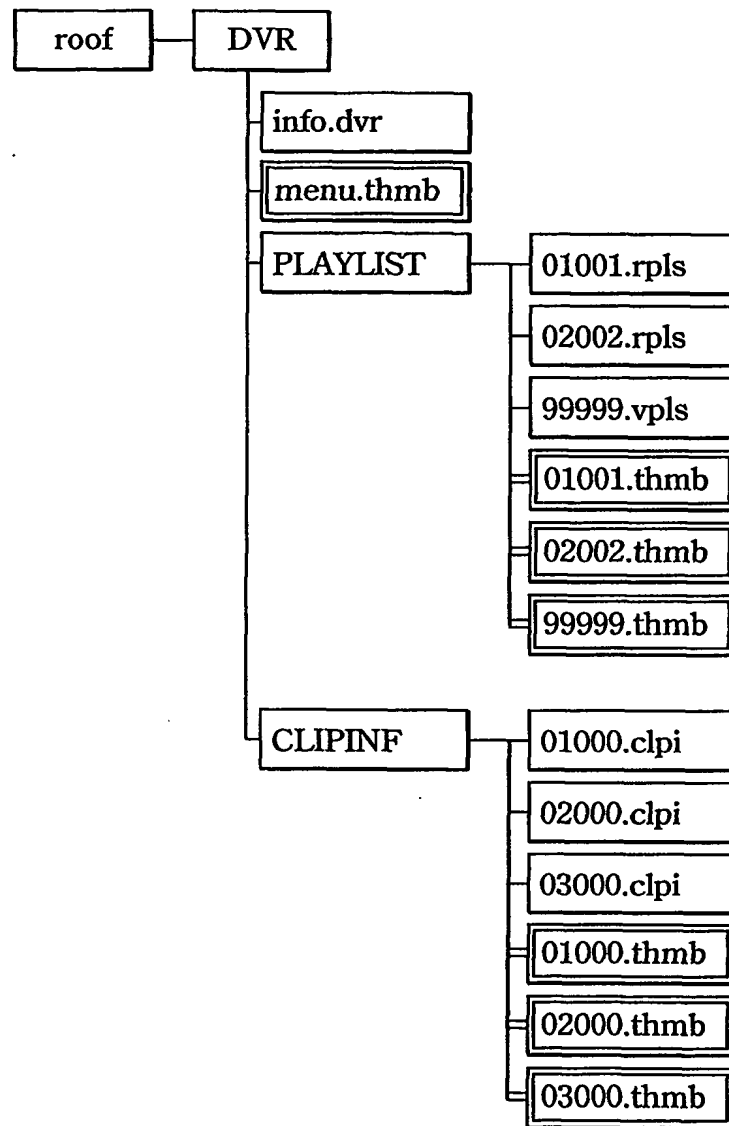 roof
DVR
info.dvr
menu.thmb
PLAYLIST
01001.rpls
02002.rpls
99999.vpls
01001.thmb
02002.thmb
99999.thmb
CLIPINF
01000.clpi
02000.clpi
03000.clpi
01000.thmb
02000.thmb
03000.thmb